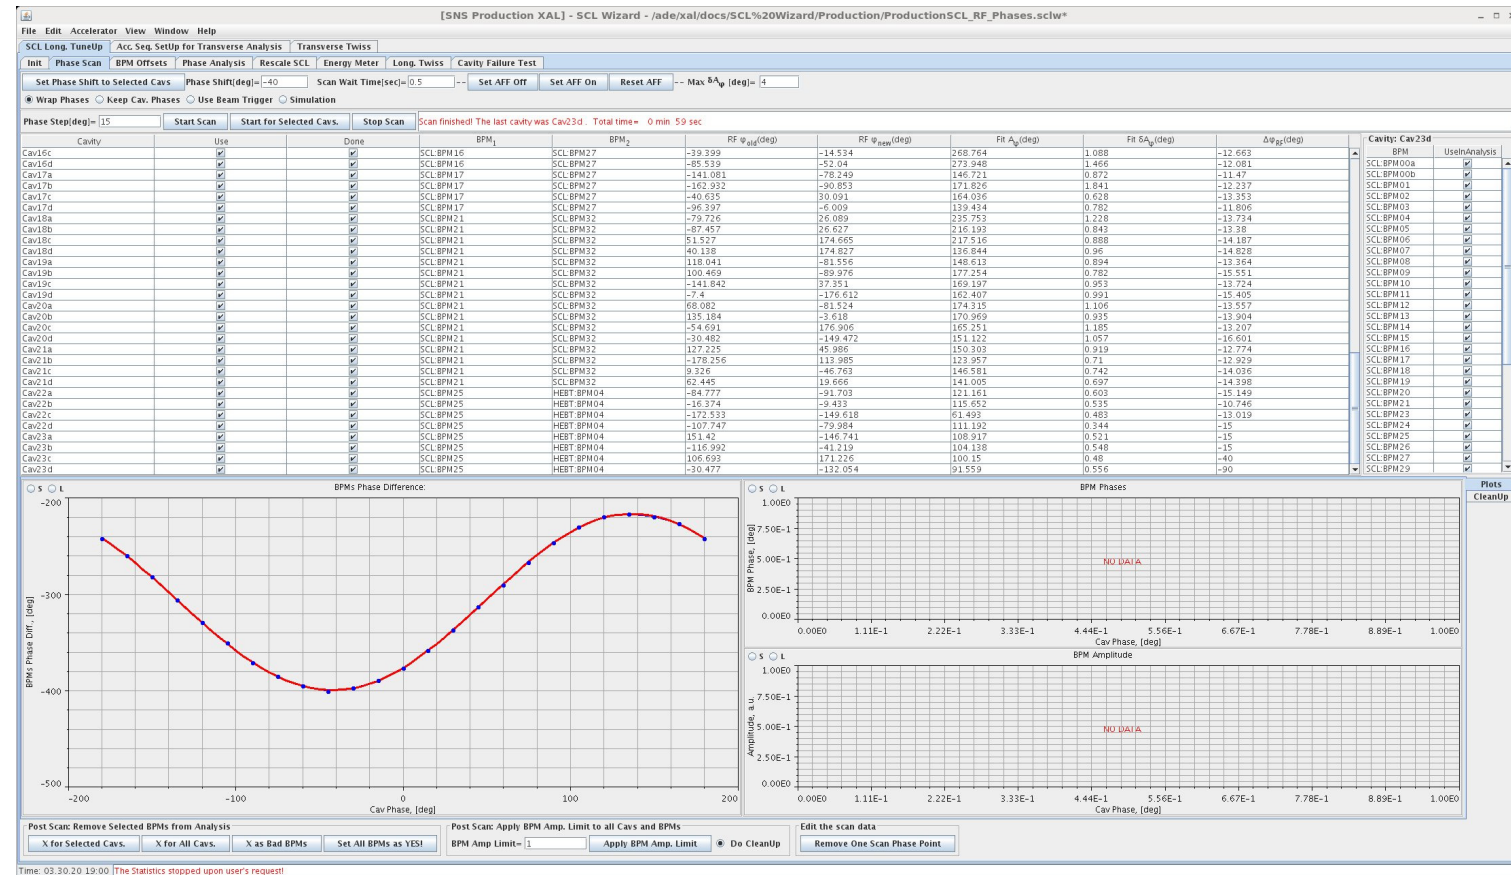 [SNS Production XAL] - SCL Wizard - /ade/xal/docs/SCL%20Wizard/Production/ProductionSCL_RF_Phases.sclw*
File Edit Accelerator View Window Help
SCL Long. TuneUp Acc. Seq. SetUp for Transverse Analysis Transverse Twiss
Init Phase Scan BPM Offsets Phase Analysis Rescale SCL Energy Meter Long. Twiss Cavity Failure Test
Set Phase Shift to Selected Cavs Phase Shift[deg]= -40 Scan Wait Time[sec]= 0.5 -- Set AFF Off Set AFF On Reset AFF -- Max δAφ [deg]= 4
Wrap Phases Keep Cav. Phases Use Beam Trigger Simulation
Phase Step[deg]= 15 Start Scan Start for Selected Cavs. Stop Scan Scan finished! The last cavity was Cav23d . Total time= 0 min 59 sec
Cavity Use Done BPM1 BPM2 RF φold(deg) RF φnew(deg) Fit Aφ(deg) Fit δAφ(deg) ΔφRF(deg)
Cav16c SCL:BPM16 SCL:BPM27 -39.399 -14.534 268.764 1.088 -12.663
Cav16d SCL:BPM16 SCL:BPM27 -85.539 -52.04 273.948 1.466 -12.081
Cav17a SCL:BPM17 SCL:BPM27 -141.081 -78.249 146.721 0.872 -11.47
Cav17b SCL:BPM17 SCL:BPM27 -162.932 -90.853 171.826 1.841 -12.237
Cav17c SCL:BPM17 SCL:BPM27 -40.635 30.091 164.036 0.628 -13.353
Cav17d SCL:BPM17 SCL:BPM27 -96.397 -6.009 139.434 0.782 -11.806
Cav18a SCL:BPM21 SCL:BPM32 -79.726 26.089 235.753 1.228 -13.734
Cav18b SCL:BPM21 SCL:BPM32 -87.457 26.627 216.193 0.843 -13.38
Cav18c SCL:BPM21 SCL:BPM32 51.527 174.665 217.516 0.888 -14.187
Cav18d SCL:BPM21 SCL:BPM32 40.138 174.827 136.844 0.96 -14.828
Cav19a SCL:BPM21 SCL:BPM32 118.041 -81.556 148.613 0.894 -13.364
Cav19b SCL:BPM21 SCL:BPM32 100.469 -89.976 177.254 0.782 -15.551
Cav19c SCL:BPM21 SCL:BPM32 -141.842 37.351 169.197 0.953 -13.724
Cav19d SCL:BPM21 SCL:BPM32 -7.4 -176.612 162.407 0.991 -15.405
Cav20a SCL:BPM21 SCL:BPM32 68.082 -81.524 174.315 1.106 -13.557
Cav20b SCL:BPM21 SCL:BPM32 135.184 -3.618 170.969 0.935 -13.904
Cav20c SCL:BPM21 SCL:BPM32 -54.691 176.906 165.251 1.185 -13.207
Cav20d SCL:BPM21 SCL:BPM32 -30.482 -149.472 151.122 1.057 -16.601
Cav21a SCL:BPM21 SCL:BPM32 127.225 45.986 150.303 0.919 -12.774
Cav21b SCL:BPM21 SCL:BPM32 -178.256 113.985 123.957 0.71 -12.929
Cav21c SCL:BPM21 SCL:BPM32 9.326 -46.763 146.581 0.742 -14.036
Cav21d SCL:BPM21 SCL:BPM32 62.445 19.666 141.005 0.697 -14.398
Cav22a SCL:BPM25 HEBT:BPM04 -84.777 -91.703 121.161 0.603 -15.149
Cav22b SCL:BPM25 HEBT:BPM04 -16.374 -9.433 115.652 0.535 -10.746
Cav22c SCL:BPM25 HEBT:BPM04 -172.533 -149.618 61.493 0.483 -13.019
Cav22d SCL:BPM25 HEBT:BPM04 -107.747 -79.984 111.192 0.344 -15
Cav23a SCL:BPM25 HEBT:BPM04 151.42 -146.741 108.917 0.521 -15
Cav23b SCL:BPM25 HEBT:BPM04 -116.992 -41.219 104.138 0.548 -15
Cav23c SCL:BPM25 HEBT:BPM04 106.693 171.226 100.15 0.48 -40
Cav23d SCL:BPM25 HEBT:BPM04 -30.477 -132.054 91.559 0.556 -90
Cavity: Cav23d
BPM UseInAnalysis
SCL:BPM00a
SCL:BPM00b
SCL:BPM01
SCL:BPM02
SCL:BPM03
SCL:BPM04
SCL:BPM05
SCL:BPM06
SCL:BPM07
SCL:BPM08
SCL:BPM09
SCL:BPM10
SCL:BPM11
SCL:BPM12
SCL:BPM13
SCL:BPM14
SCL:BPM15
SCL:BPM16
SCL:BPM17
SCL:BPM18
SCL:BPM19
SCL:BPM20
SCL:BPM21
SCL:BPM23
SCL:BPM24
SCL:BPM25
SCL:BPM26
SCL:BPM27
SCL:BPM29
S L BPMs Phase Difference:
-200
-300
-400
-500
BPMs Phase Diff., [deg]
-200 -100 0 100 200
Cav Phase, [deg]
S L BPM Phases
1.00E0
7.50E-1
5.00E-1
2.50E-1
0.00E0
BPM Phase, [deg]
NO DATA
0.00E0 1.11E-1 2.22E-1 3.33E-1 4.44E-1 5.56E-1 6.67E-1 7.78E-1 8.89E-1 1.00E0
Cav Phase, [deg]
S L BPM Amplitude
1.00E0
7.50E-1
5.00E-1
2.50E-1
0.00E0
Amplitude, a.u.
NO DATA
0.00E0 1.11E-1 2.22E-1 3.33E-1 4.44E-1 5.56E-1 6.67E-1 7.78E-1 8.89E-1 1.00E0
Cav Phase, [deg]
Plots
CleanUp
Post Scan: Remove Selected BPMs from Analysis
X for Selected Cavs. X for All Cavs. X as Bad BPMs Set All BPMs as YES!
Post Scan: Apply BPM Amp. Limit to all Cavs and BPMs
BPM Amp Limit= 1 Apply BPM Amp. Limit Do CleanUp
Edit the scan data
Remove One Scan Phase Point
Time: 03.30.20 19:00 The Statistics stopped upon user's request!